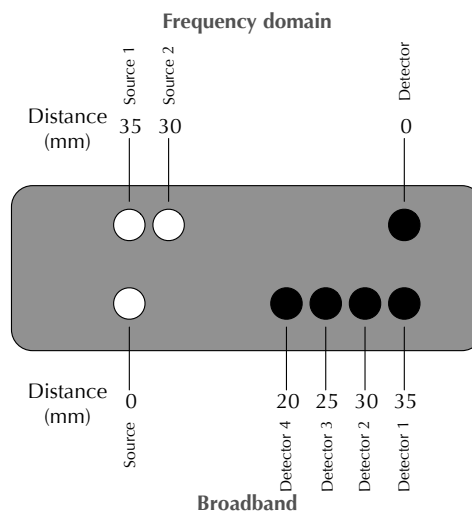 Frequency domain
Source 1
Source 2
Detector
Distance
(mm)
35
30
0
Distance
(mm)
0
20
25
30
35
Source
Detector 4
Detector 3
Detector 2
Detector 1
Broadband